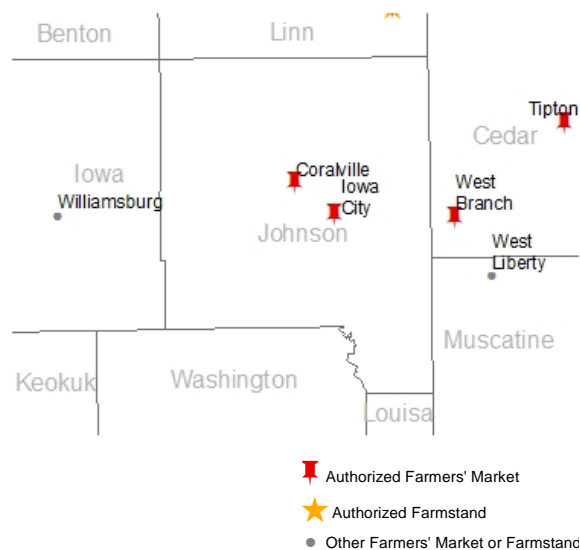 Benton
Linn
Tipton
Cedar
Iowa
Coralville
Iowa
City
West
Branch
Williamsburg
Johnson
West
Liberty
Muscatine
Keokuk
Washington
Louisa
Authorized Farmers' Market
Authorized Farmstand
Other Farmers' Market or Farmstand